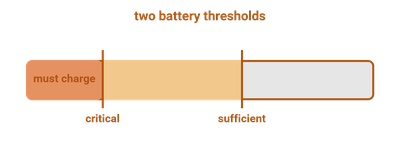 two battery thresholds
must charge
critical
sufficient